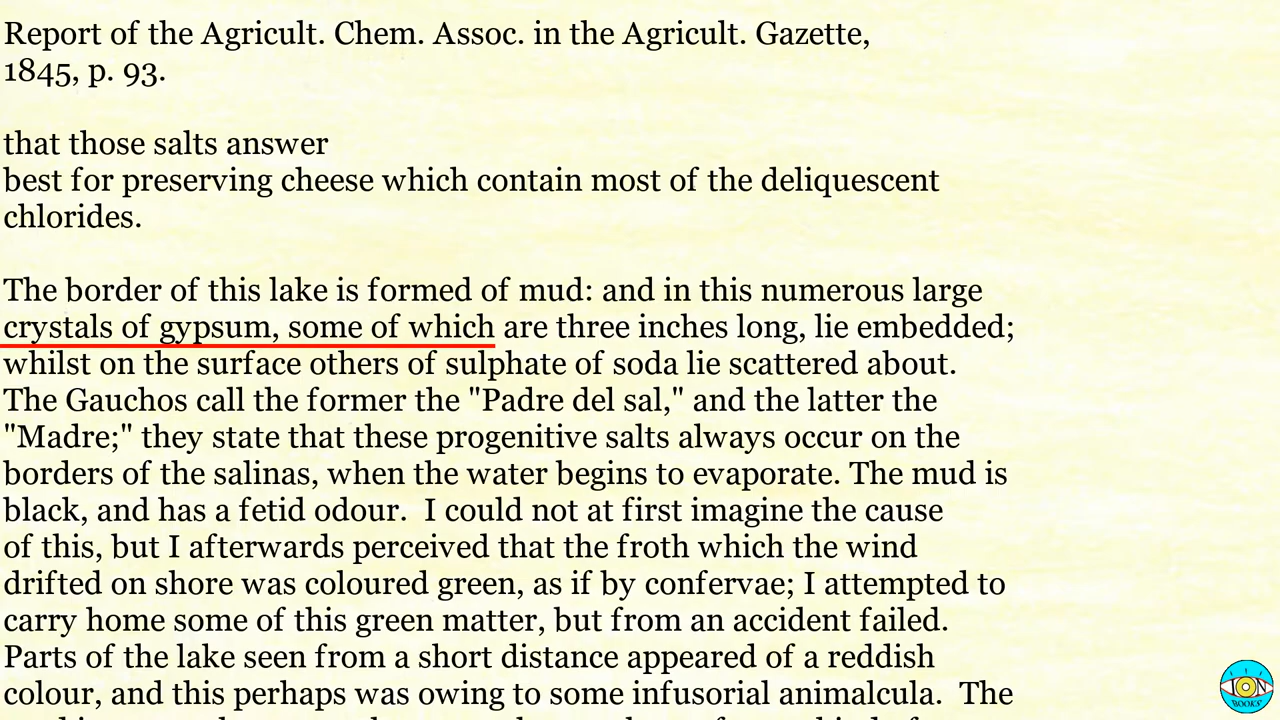 Report of the Agricult. Chem. Assoc. in the Agricult. Gazette,
1845, p. 93.
that those salts answer
best for preserving cheese which contain most of the deliquescent
chlorides.
The border of this lake is formed of mud: and in this numerous large
crystals of gypsum, some of which are three inches long, lie embedded;
whilst on the surface others of sulphate of soda lie scattered about.
The Gauchos call the former the "Padre del sal," and the latter the
"Madre;" they state that these progenitive salts always occur on the
borders of the salinas, when the water begins to evaporate. The mud is
black, and has a fetid odour.  I could not at first imagine the cause
of this, but I afterwards perceived that the froth which the wind
drifted on shore was coloured green, as if by confervae; I attempted to
carry home some of this green matter, but from an accident failed.
Parts of the lake seen from a short distance appeared of a reddish
colour, and this perhaps was owing to some infusorial animalcula.  The
ION
BOOKS